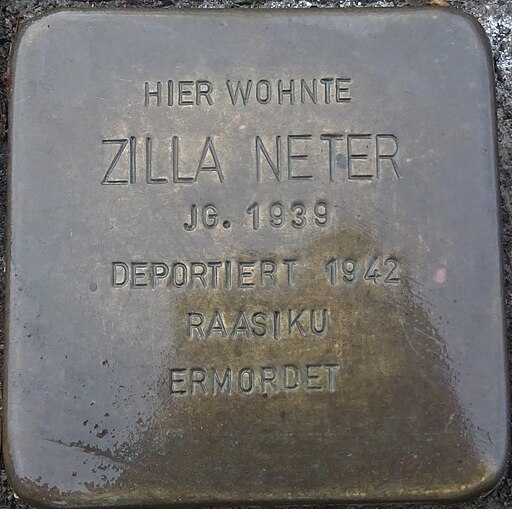 HIER WOHNTE
ZILLA NETER
JG. 1939
DEPORTIERT 1942
RAASIKU
ERMORDET